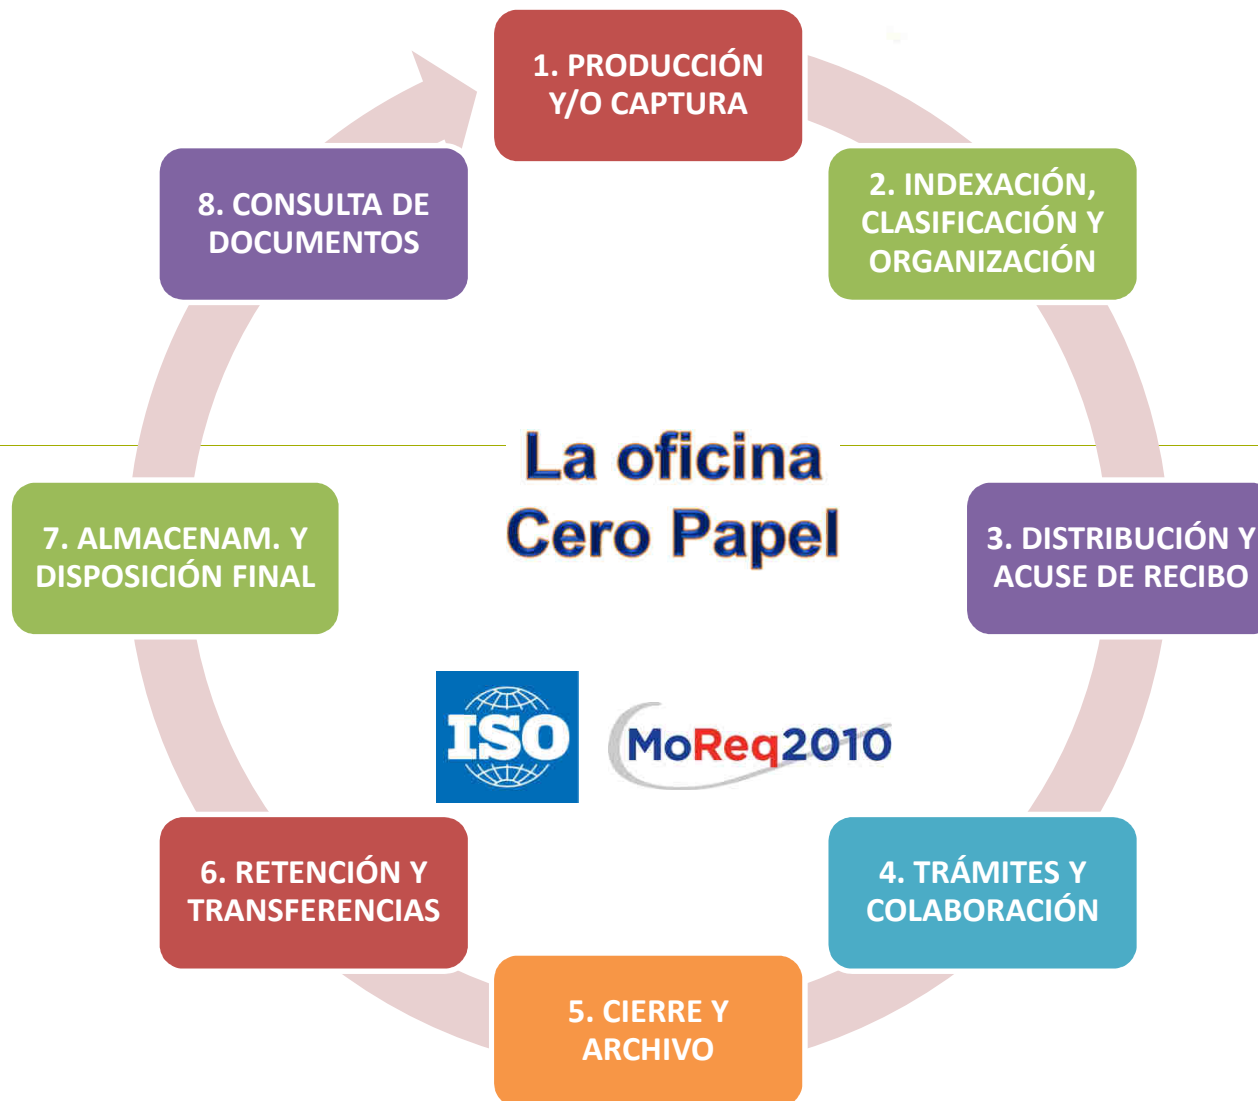 1. PRODUCCIÓN
Y/O CAPTURA
2. INDEXACIÓN,
CLASIFICACIÓN Y
ORGANIZACIÓN
3. DISTRIBUCIÓN Y
ACUSE DE RECIBO
4. TRÁMITES Y
COLABORACIÓN
5. CIERRE Y
ARCHIVO
6. RETENCIÓN Y
TRANSFERENCIAS
7. ALMACENAM. Y
DISPOSICIÓN FINAL
8. CONSULTA DE
DOCUMENTOS
La oficina
Cero Papel
ISO
MoReq2010